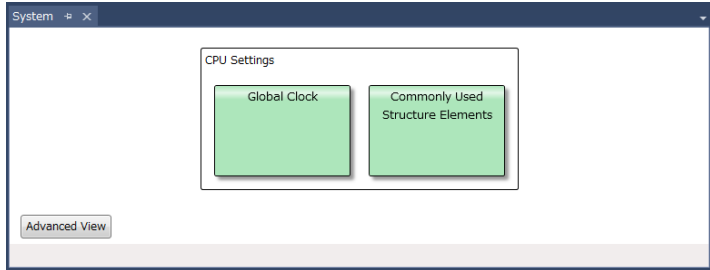 System
CPU Settings
Global Clock
Commonly Used
Structure Elements
Advanced View